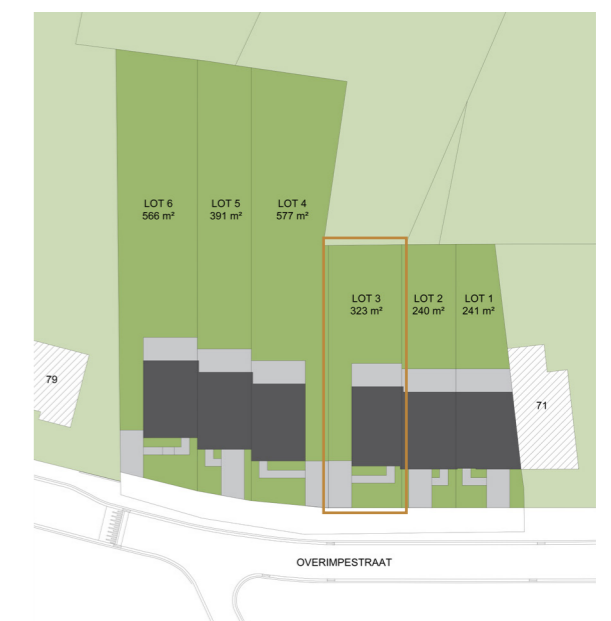 LOT 6
566 m²
LOT 5
391 m²
LOT 4
577 m²
LOT 3
323 m²
LOT 2
240 m²
LOT 1
241 m²
79
71
OVERIMPESTRAAT